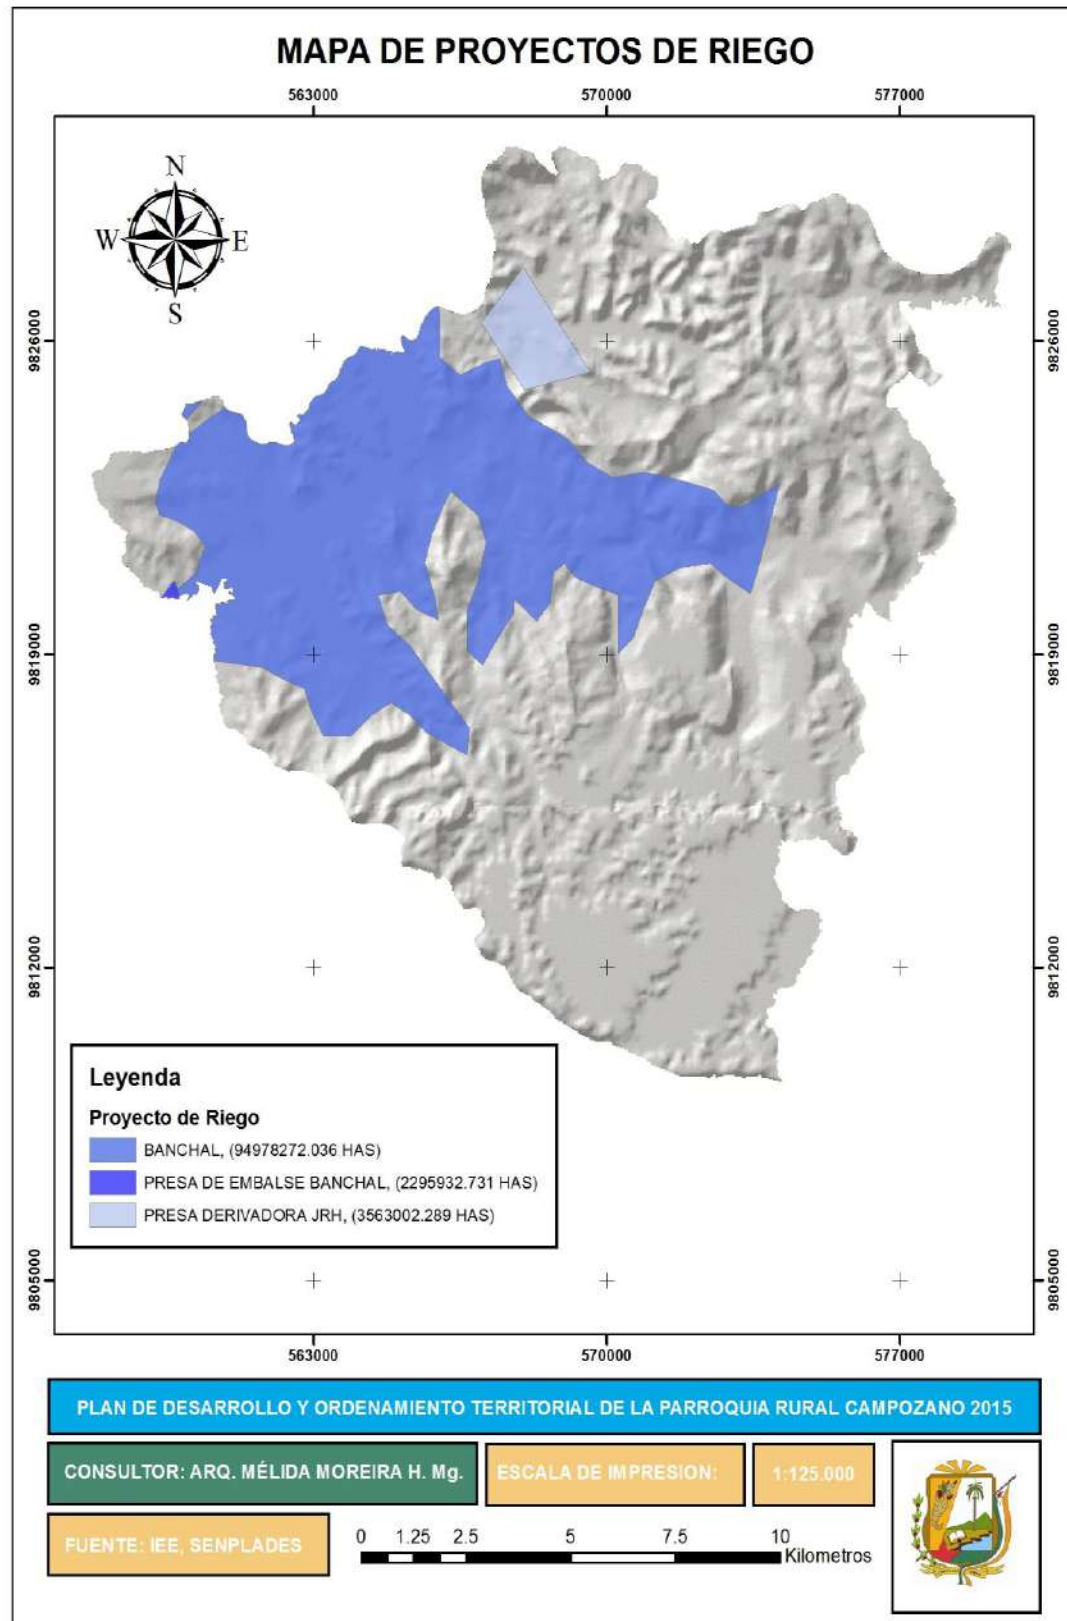 MAPA DE PROYECTOS DE RIEGO
563000 570000 577000
N
W E
S
9826000 9826000
9819000 9819000
9812000 9812000
9805000 9805000
Leyenda
Proyecto de Riego
BANCHAL, (94978272.036 HAS)
PRESA DE EMBALSE BANCHAL, (2295932.731 HAS)
PRESA DERIVADORA JRH, (3563002.289 HAS)
563000 570000 577000
PLAN DE DESARROLLO Y ORDENAMIENTO TERRITORIAL DE LA PARROQUIA RURAL CAMPOZANO 2015
CONSULTOR: ARQ. MÉLIDA MOREIRA H. Mg. ESCALA DE IMPRESION: 1:125.000
FUENTE: IEE, SENPLADES
0 1.25 2.5 5 7.5 10
Kilometros